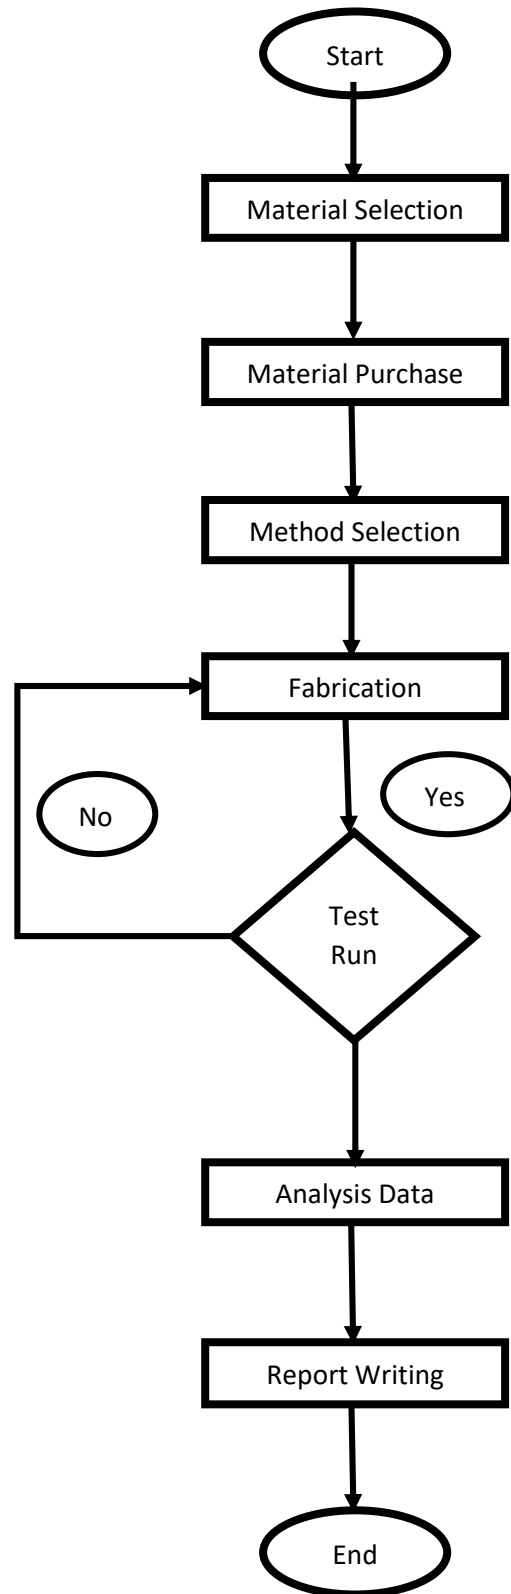 Start
Material Selection
Material Purchase
Method Selection
Fabrication
Yes
No
Test
Run
Analysis Data
Report Writing
End